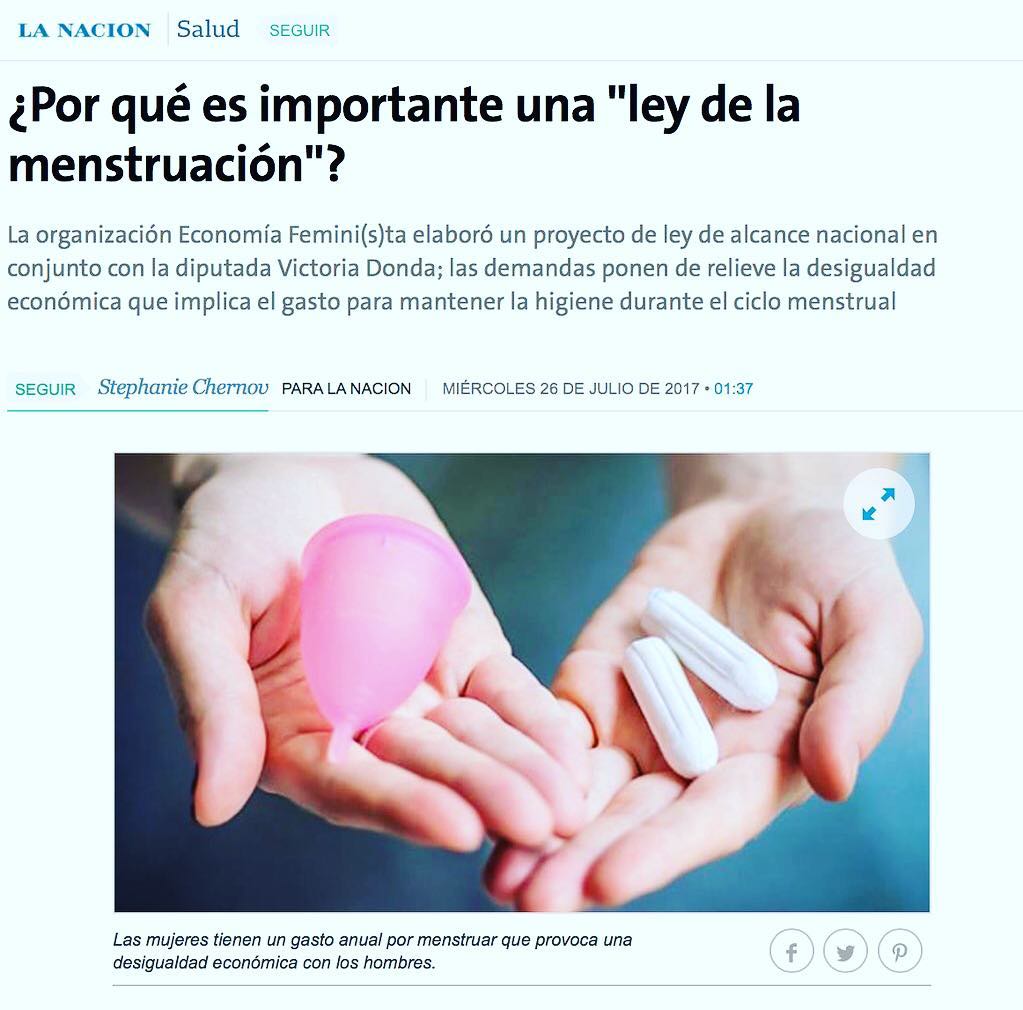 LA NACION Salud SEGUIR
¿Por qué es importante una "ley de la
menstruación"?
La organización Economía Femini(s)ta elaboró un proyecto de ley de alcance nacional en
conjunto con la diputada Victoria Donda; las demandas ponen de relieve la desigualdad
económica que implica el gasto para mantener la higiene durante el ciclo menstrual
SEGUIR Stephanie Chernov PARA LA NACION MIÉRCOLES 26 DE JULIO DE 2017 • 01:37
Las mujeres tienen un gasto anual por menstruar que provoca una
desigualdad económica con los hombres.